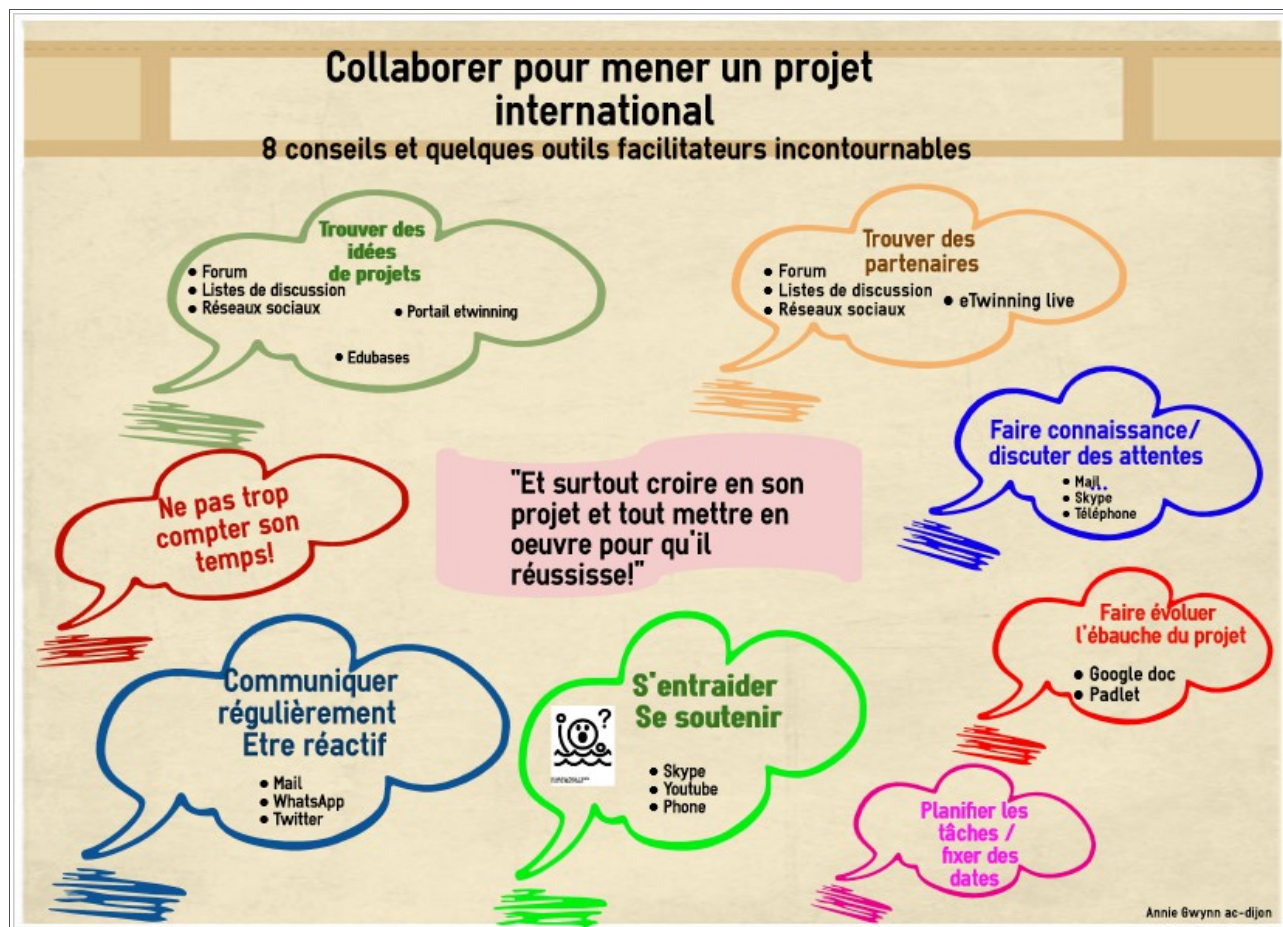 Collaborer pour mener un projet
international
8 conseils et quelques outils facilitateurs incontournables
Trouver des
idées
de projets
• Forum
• Listes de discussion
• Réseaux sociaux
• Portail etwinning
• Edubases
Trouver des
partenaires
• Forum
• Listes de discussion
• Réseaux sociaux
• eTwinning live
Faire connaissance/
discuter des attentes
• Mail
• Skype
• Téléphone
Ne pas trop
compter son
temps!
"Et surtout croire en son
projet et tout mettre en
oeuvre pour qu'il
réussisse!"
Faire évoluer
l'ébauche du projet
• Google doc
• Padlet
Communiquer
régulièrement
Etre réactif
• Mail
• WhatsApp
• Twitter
S'entraider
Se soutenir
?
• Skype
• Youtube
• Phone
Planifier les
tâches /
fixer des
dates
Annie Gwynn ac-dijon